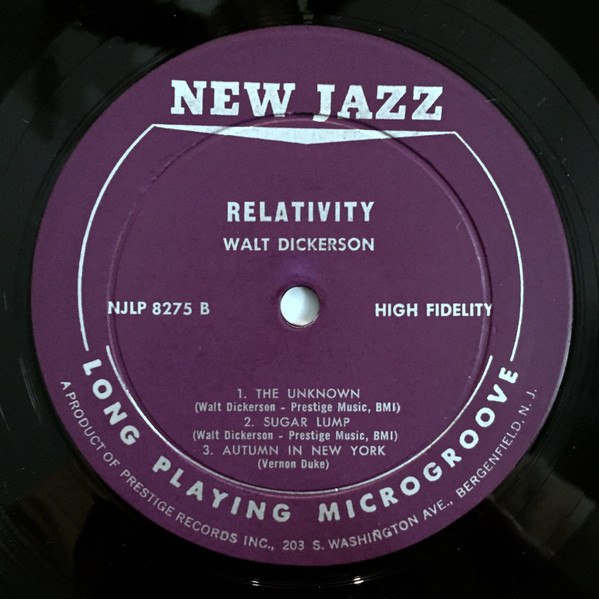 NEW JAZZ
RELATIVITY
WALT DICKERSON
NJLP 8275 B
HIGH FIDELITY
1. THE UNKNOWN
(Walt Dickerson - Prestige Music, BMI)
2. SUGAR LUMP
(Walt Dickerson - Prestige Music, BMI)
3. AUTUMN IN NEW YORK
(Vernon Duke)
LONG PLAYING MICROGROOVE
A PRODUCT OF PRESTIGE RECORDS INC., 203 S. WASHINGTON AVE., BERGENFIELD, N. J.